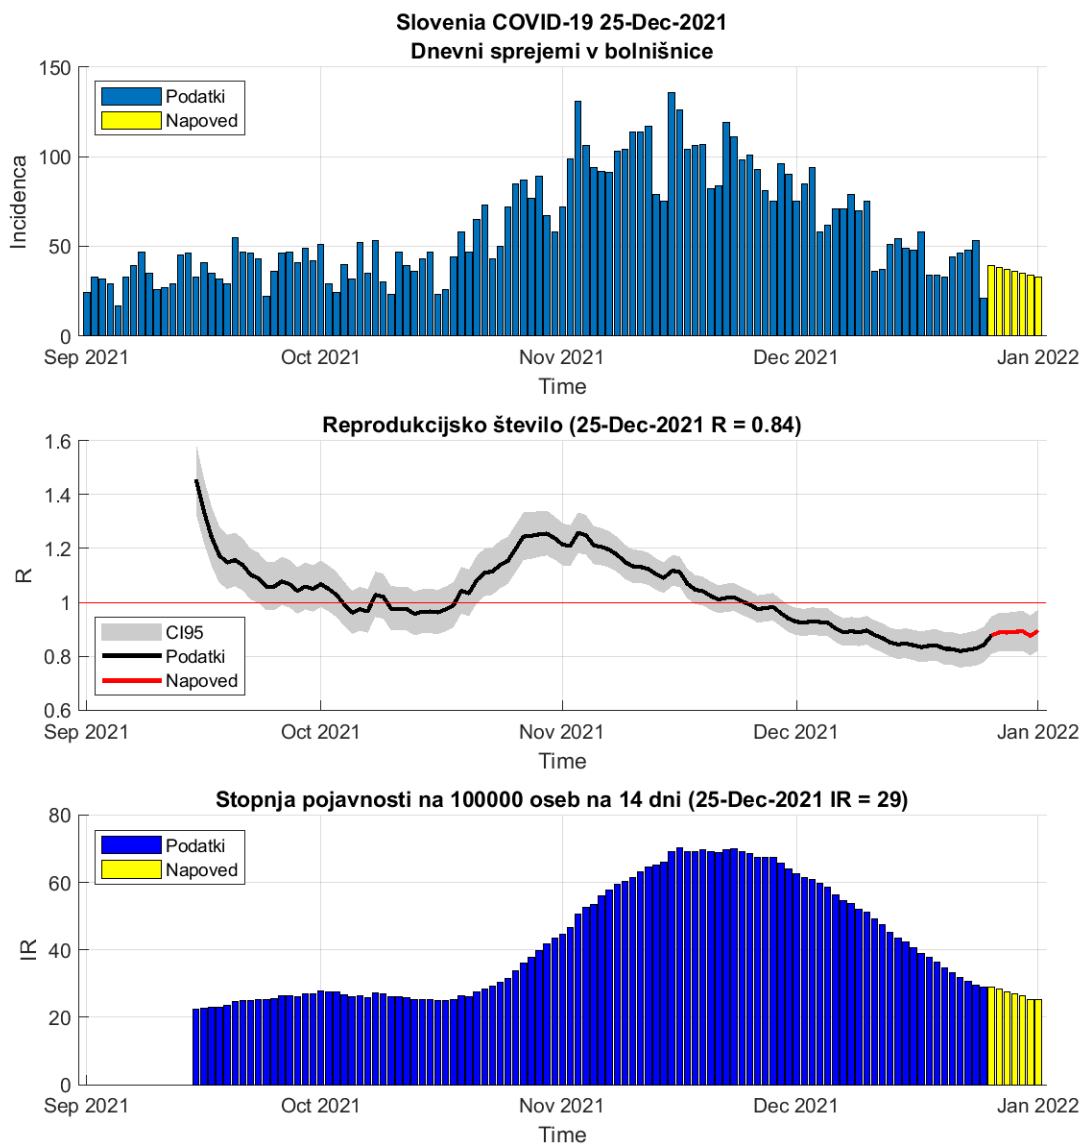 Slovenia COVID-19 25-Dec-2021
Dnevni sprejemi v bolnišnice
150
100
50
0
Incidenca
Podatki
Napoved
Sep 2021 Oct 2021 Nov 2021 Dec 2021 Jan 2022
Time
Reprodukcijsko število (25-Dec-2021 R = 0.84)
1.6
1.4
1.2
1
0.8
0.6
R
CI95
Podatki
Napoved
Sep 2021 Oct 2021 Nov 2021 Dec 2021 Jan 2022
Time
Stopnja pojavnosti na 100000 oseb na 14 dni (25-Dec-2021 IR = 29)
80
60
40
20
0
IR
Podatki
Napoved
Sep 2021 Oct 2021 Nov 2021 Dec 2021 Jan 2022
Time